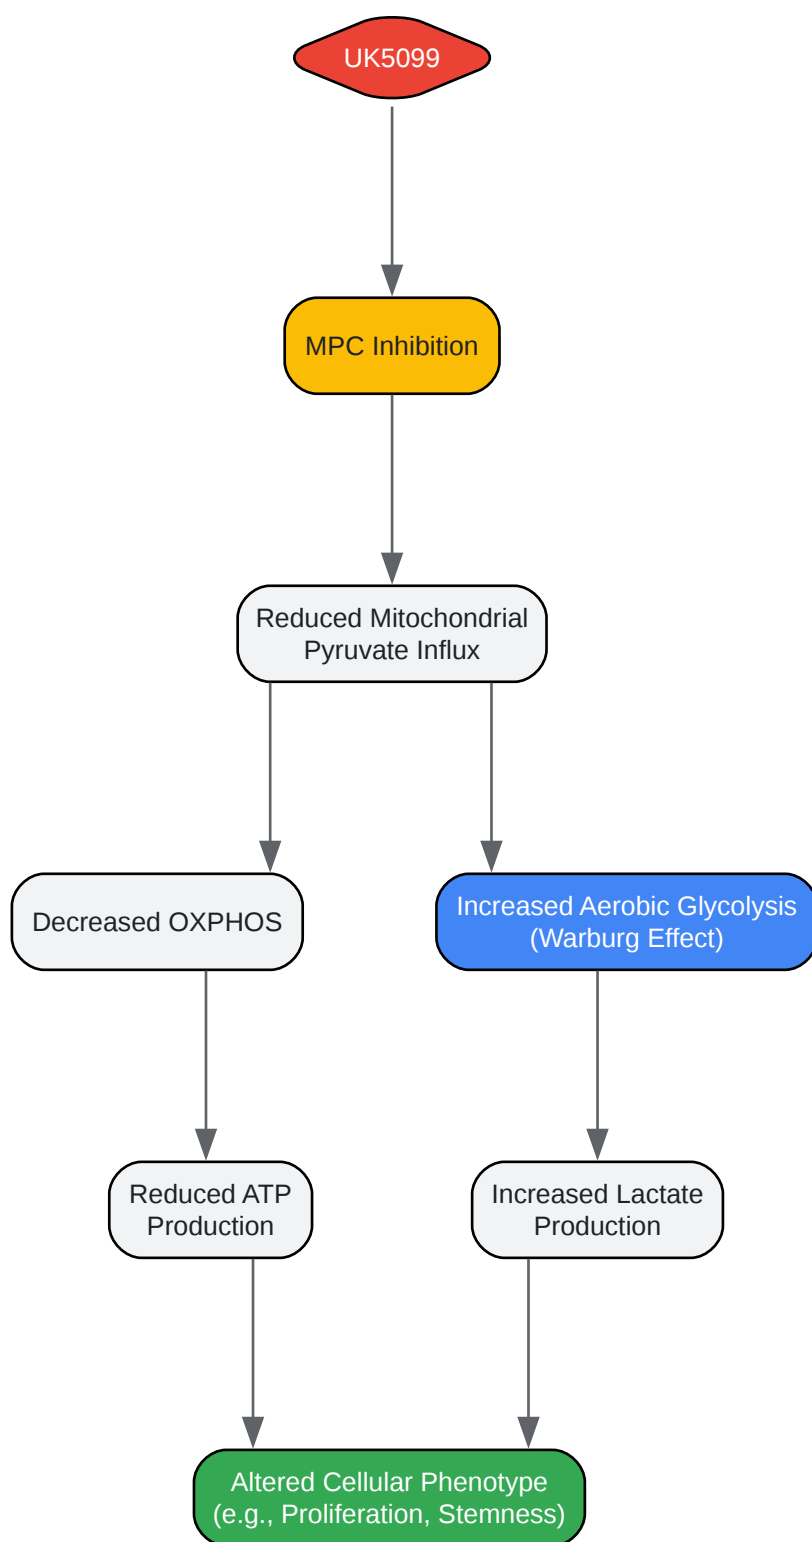 UK5099
MPC Inhibition
Reduced Mitochondrial
Pyruvate Influx
Decreased OXPHOS
Increased Aerobic Glycolysis
(Warburg Effect)
Reduced ATP
Production
Increased Lactate
Production
Altered Cellular Phenotype
(e.g., Proliferation, Stemness)